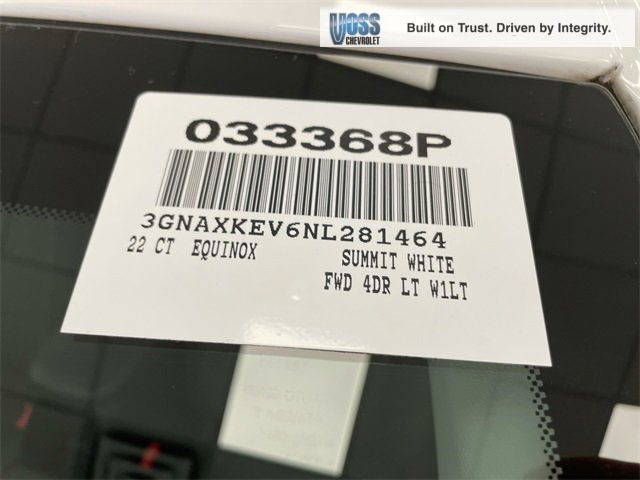 VOSS
CHEVROLET
Built on Trust. Driven by Integrity.
033368P
3GNAXKEV6NL281464
22 CT EQUINOX SUMMIT WHITE
FWD 4DR LT W1LT